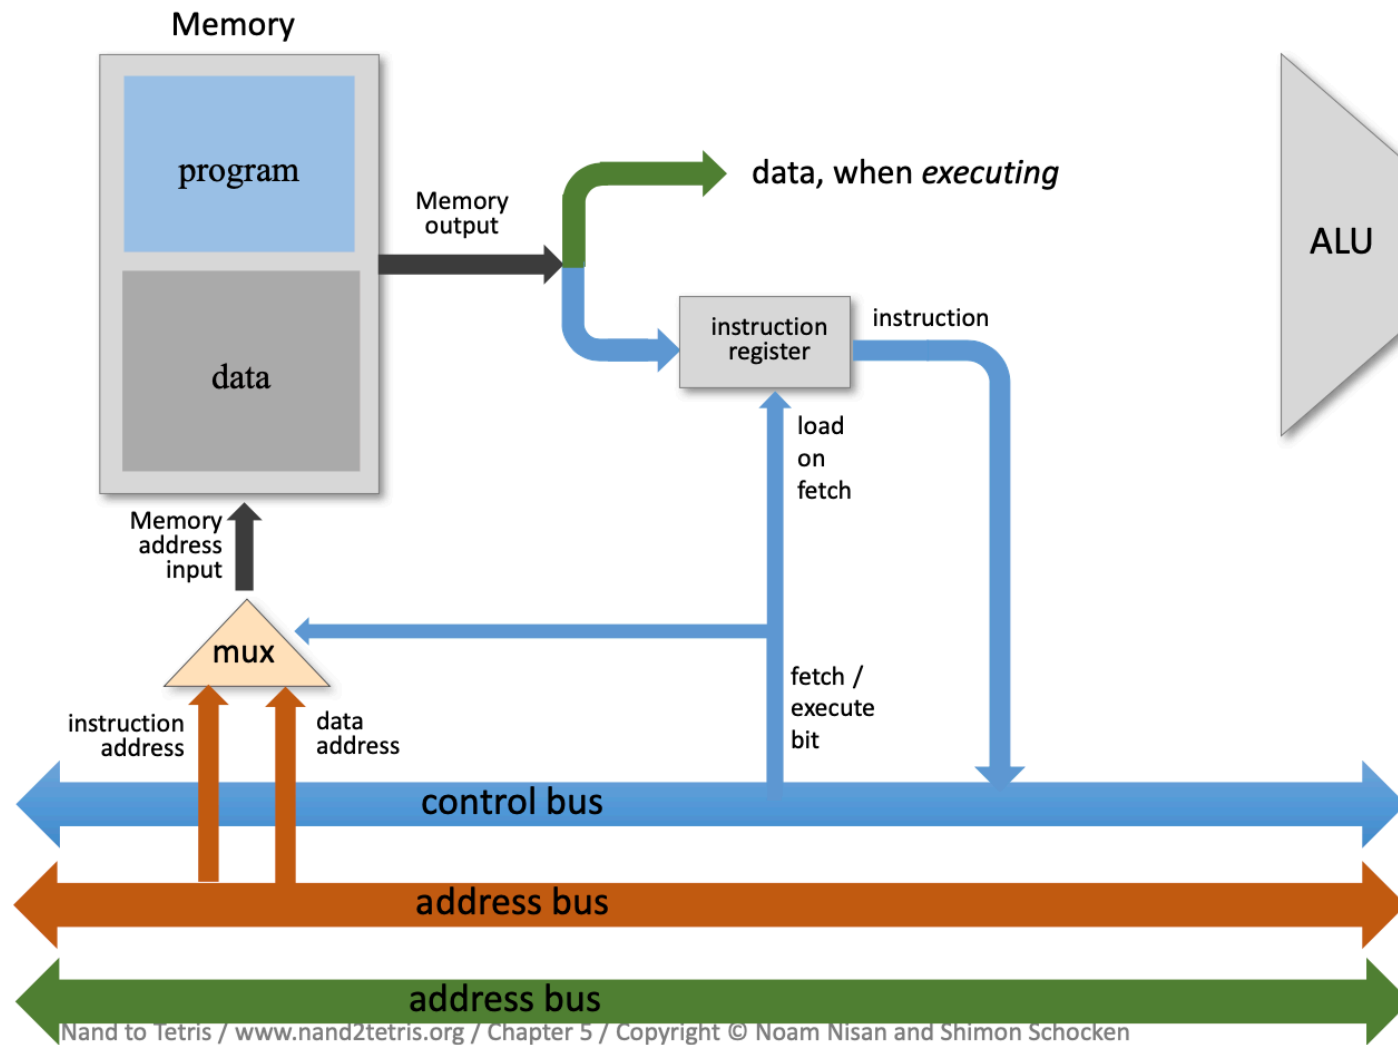 Memory
program
data
Memory
output
data, when executing
instruction
register
instruction
ALU
load
on
fetch
Memory
address
input
mux
fetch /
execute
bit
instruction
address
data
address
control bus
address bus
address bus
Nand to Tetris / www.nand2tetris.org / Chapter 5 / Copyright © Noam Nisan and Shimon Schocken